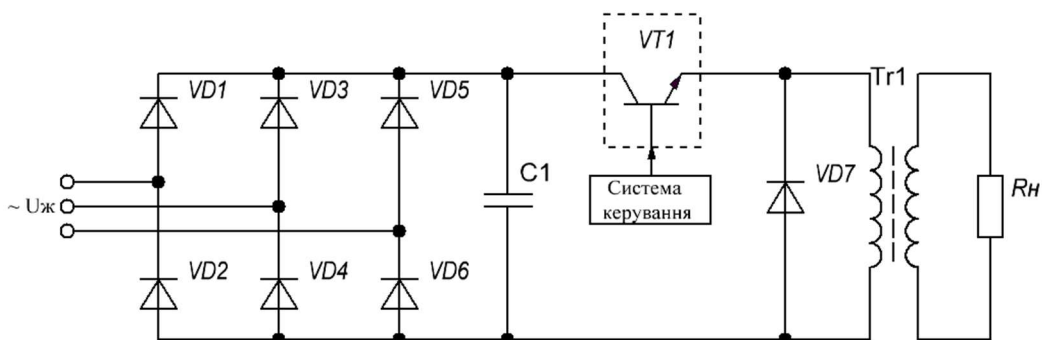 VT1
VD1
VD3
VD5
Tr1
C1
Система
керування
VD7
Rн
~ Uж
VD2
VD4
VD6